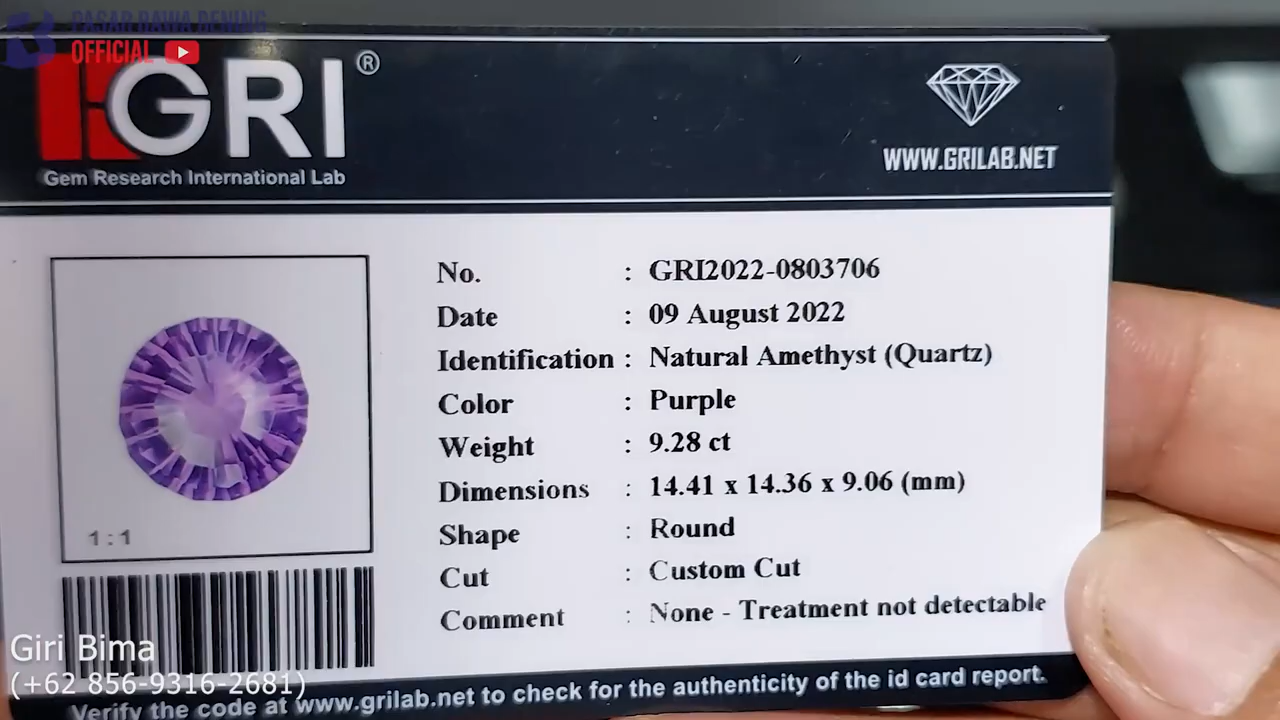 PASAR RAWA BENING
OFFICIAL
GRI®
Gem Research International Lab
WWW.GRILAB.NET
No. : GRI2022-0803706
Date : 09 August 2022
Identification : Natural Amethyst (Quartz)
Color : Purple
Weight : 9.28 ct
Dimensions : 14.41 x 14.36 x 9.06 (mm)
Shape : Round
Cut : Custom Cut
Comment : None - Treatment not detectable
1:1
Giri Bima
(+62 856-9316-2681)
Verify the code at www.grilab.net to check for the authenticity of the id card report.